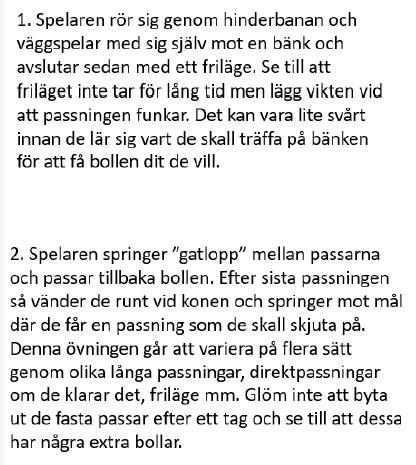 1. Spelaren rör sig genom hinderbanan och
väggspelar med sig själv mot en bänk och
avslutar sedan med ett friläge. Se till att
friläget inte tar för lång tid men lägg vikten vid
att passningen funkar. Det kan vara lite svårt
innan de lär sig vart de skall träffa på bänken
för att få bollen dit de vill.
2. Spelaren springer ”gatlopp” mellan passarna
och passar tillbaka bollen. Efter sista passningen
så vänder de runt vid konen och springer mot mål
där de får en passning som de skall skjuta på.
Denna övningen går att variera på flera sätt
genom olika långa passningar, direktpassningar
om de klarar det, friläge mm. Glöm inte att byta
ut de fasta passar efter ett tag och se till att dessa
har några extra bollar.